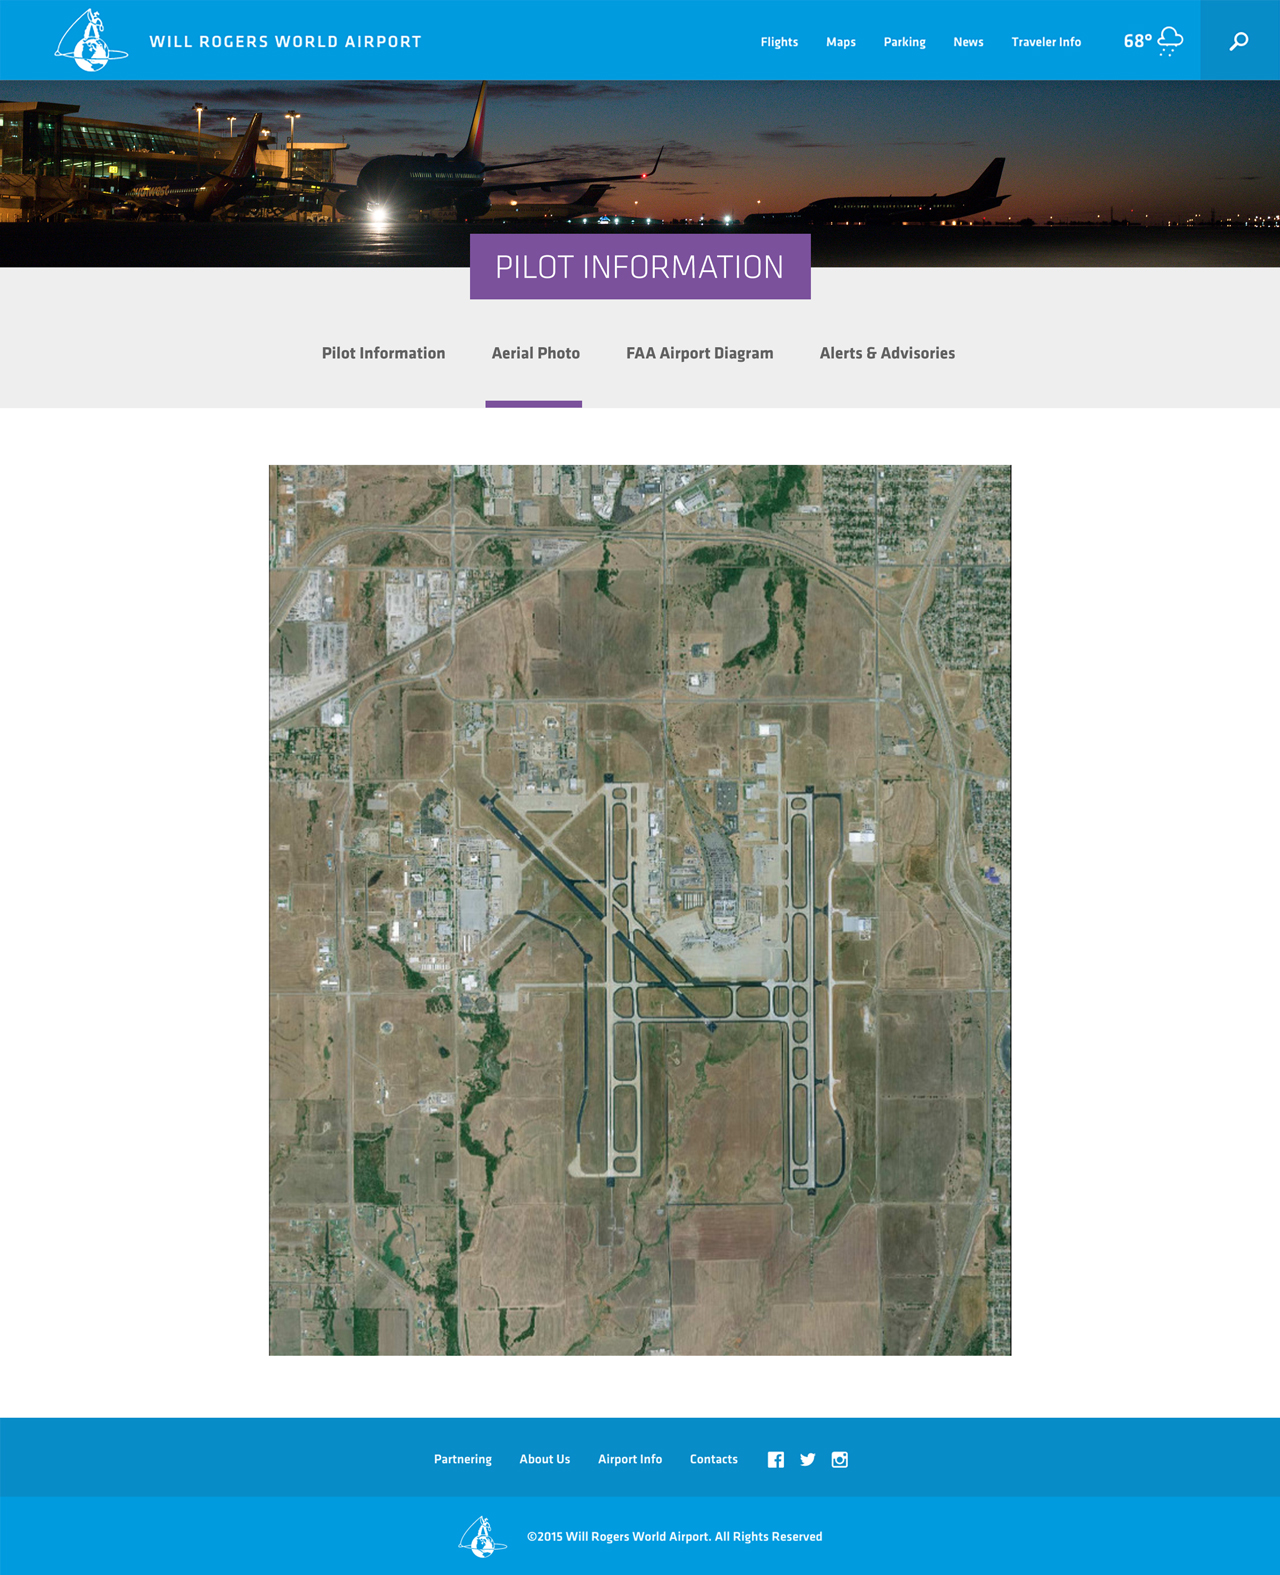 WILL ROGERS WORLD AIRPORT
Flights Maps Parking News Traveler Info 68°
PILOT INFORMATION
Pilot Information Aerial Photo FAA Airport Diagram Alerts & Advisories
Partnering About Us Airport Info Contacts
©2015 Will Rogers World Airport. All Rights Reserved